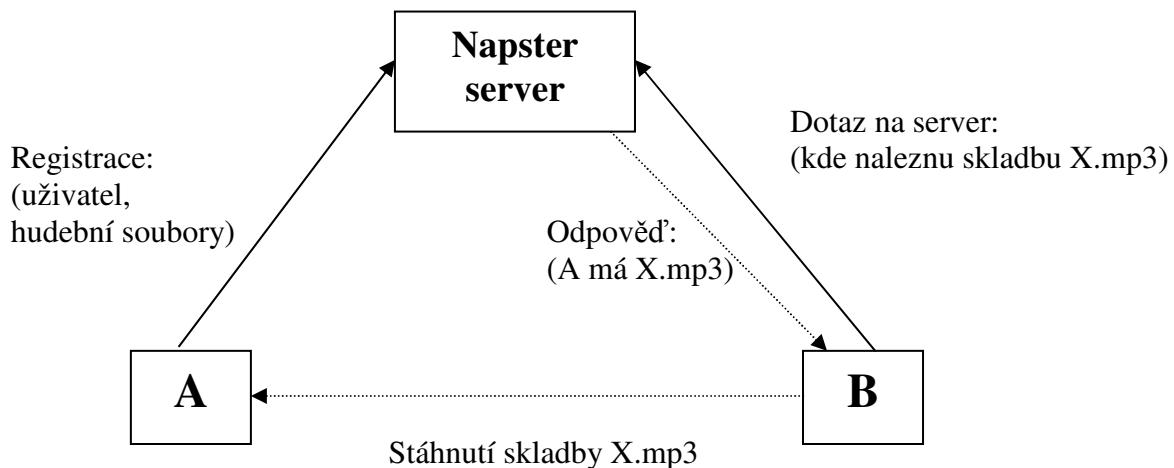 Napster
server
Registrace:
(uživatel,
hudební soubory)
Dotaz na server:
(kde naleznu skladbu X.mp3)
Odpověď:
(A má X.mp3)
A
B
Stáhnutí skladby X.mp3